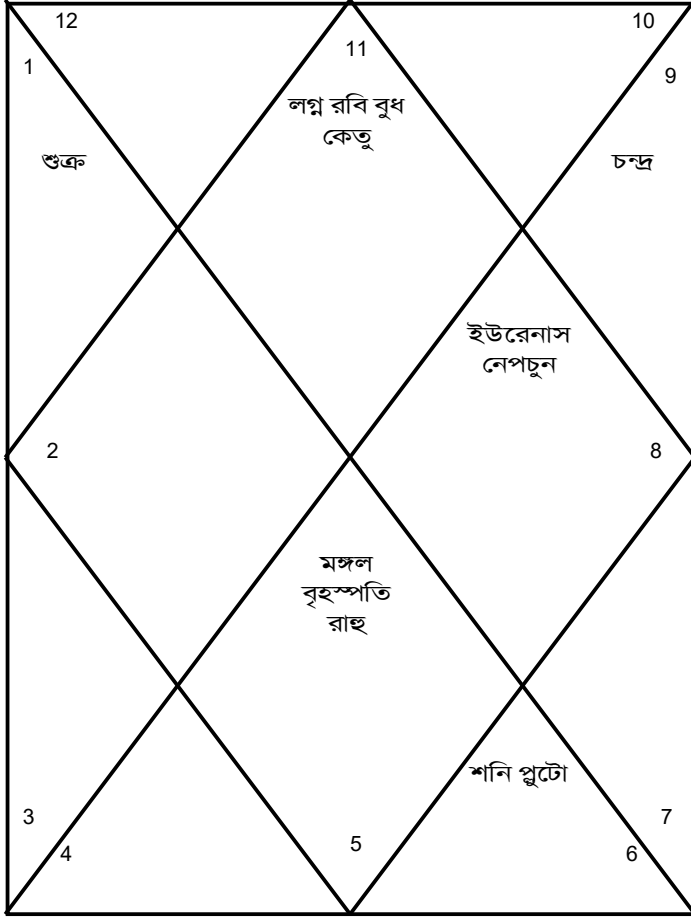 12
11
10
1
9
লগ্ন রবি বুধ
কেতু
শুক্র
চন্দ্র
ইউরেনাস
নেপচুন
2
8
মঙ্গল
বৃহস্পতি
রাহু
শনি প্লুটো
3
7
4
5
6